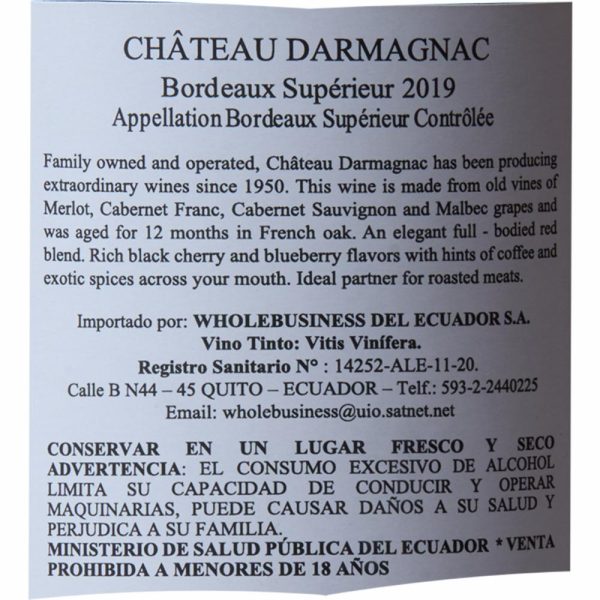 CHÂTEAU DARMAGNAC
Bordeaux Supérieur 2019
Appellation Bordeaux Supérieur Contrôlée
Family owned and operated, Château Darmagnac has been producing
extraordinary wines since 1950. This wine is made from old vines of
Merlot, Cabernet Franc, Cabernet Sauvignon and Malbec grapes and
was aged for 12 months in French oak. An elegant full - bodied red
blend. Rich black cherry and blueberry flavors with hints of coffee and
exotic spices across your mouth. Ideal partner for roasted meats.
Importado por: WHOLEBUSINESS DEL ECUADOR S.A.
Vino Tinto: Vitis Vinífera.
Registro Sanitario N° : 14252-ALE-11-20.
Calle B N44 – 45 QUITO – ECUADOR – Telf.: 593-2-2440225
Email: wholebusiness@uio.satnet.net
CONSERVAR EN UN LUGAR FRESCO Y SECO
ADVERTENCIA: EL CONSUMO EXCESIVO DE ALCOHOL
LIMITA SU CAPACIDAD DE CONDUCIR Y OPERAR
MAQUINARIAS, PUEDE CAUSAR DAÑOS A SU SALUD Y
PERJUDICA A SU FAMILIA.
MINISTERIO DE SALUD PÚBLICA DEL ECUADOR * VENTA
PROHIBIDA A MENORES DE 18 AÑOS